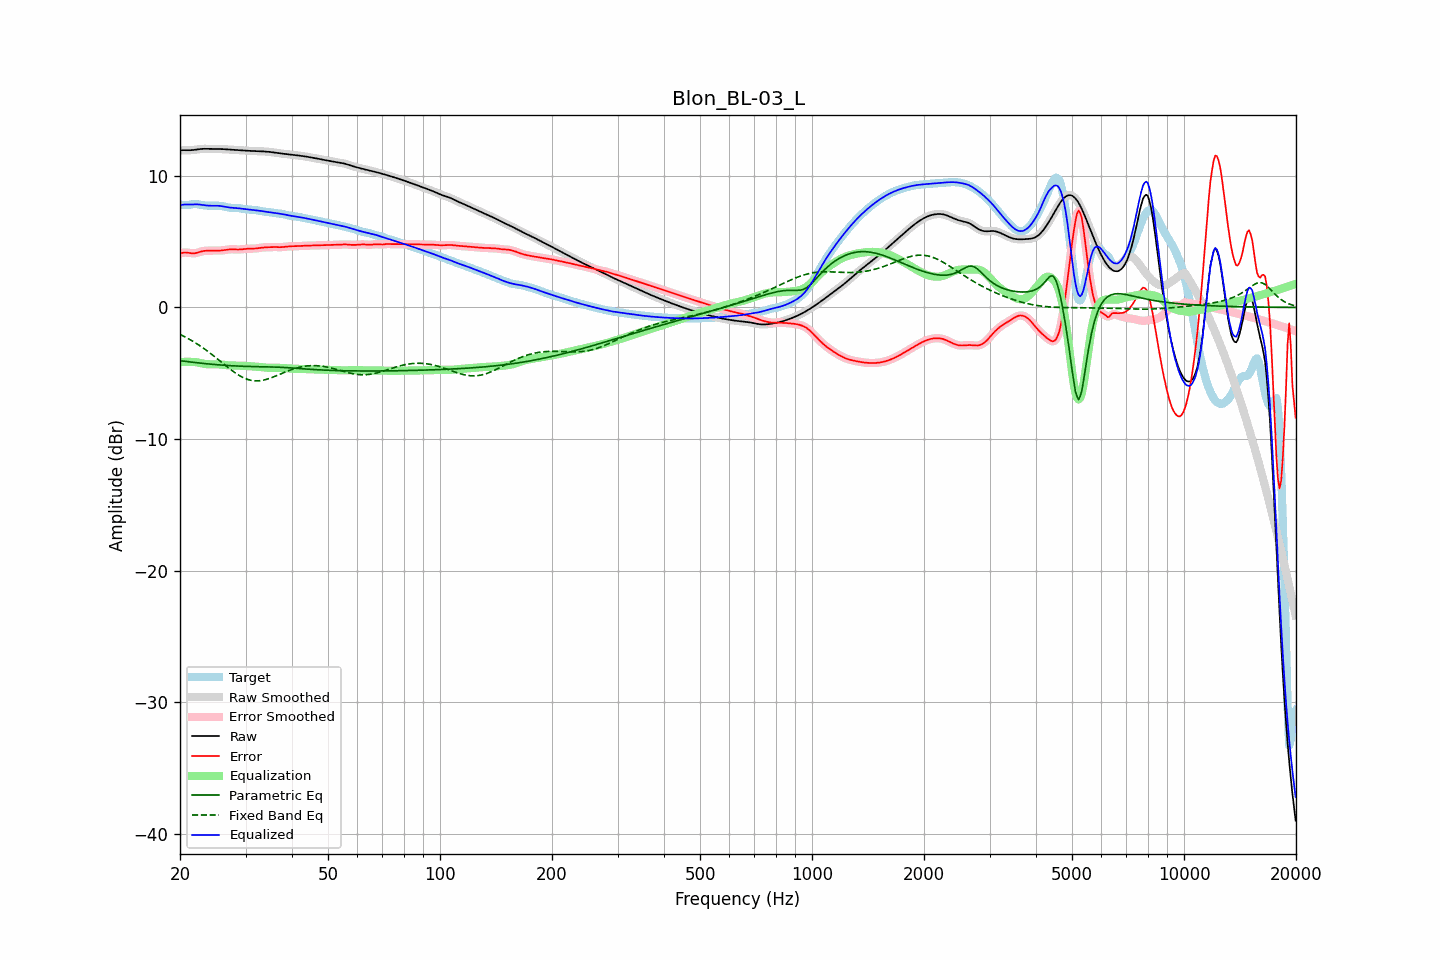 Blon_BL-03_L
Amplitude (dBr)
10
0
−10
−20
−30
−40
Target
Raw Smoothed
Error Smoothed
Raw
Error
Equalization
Parametric Eq
Fixed Band Eq
Equalized
20 50 100 200 500 1000 2000 5000 10000 20000
Frequency (Hz)